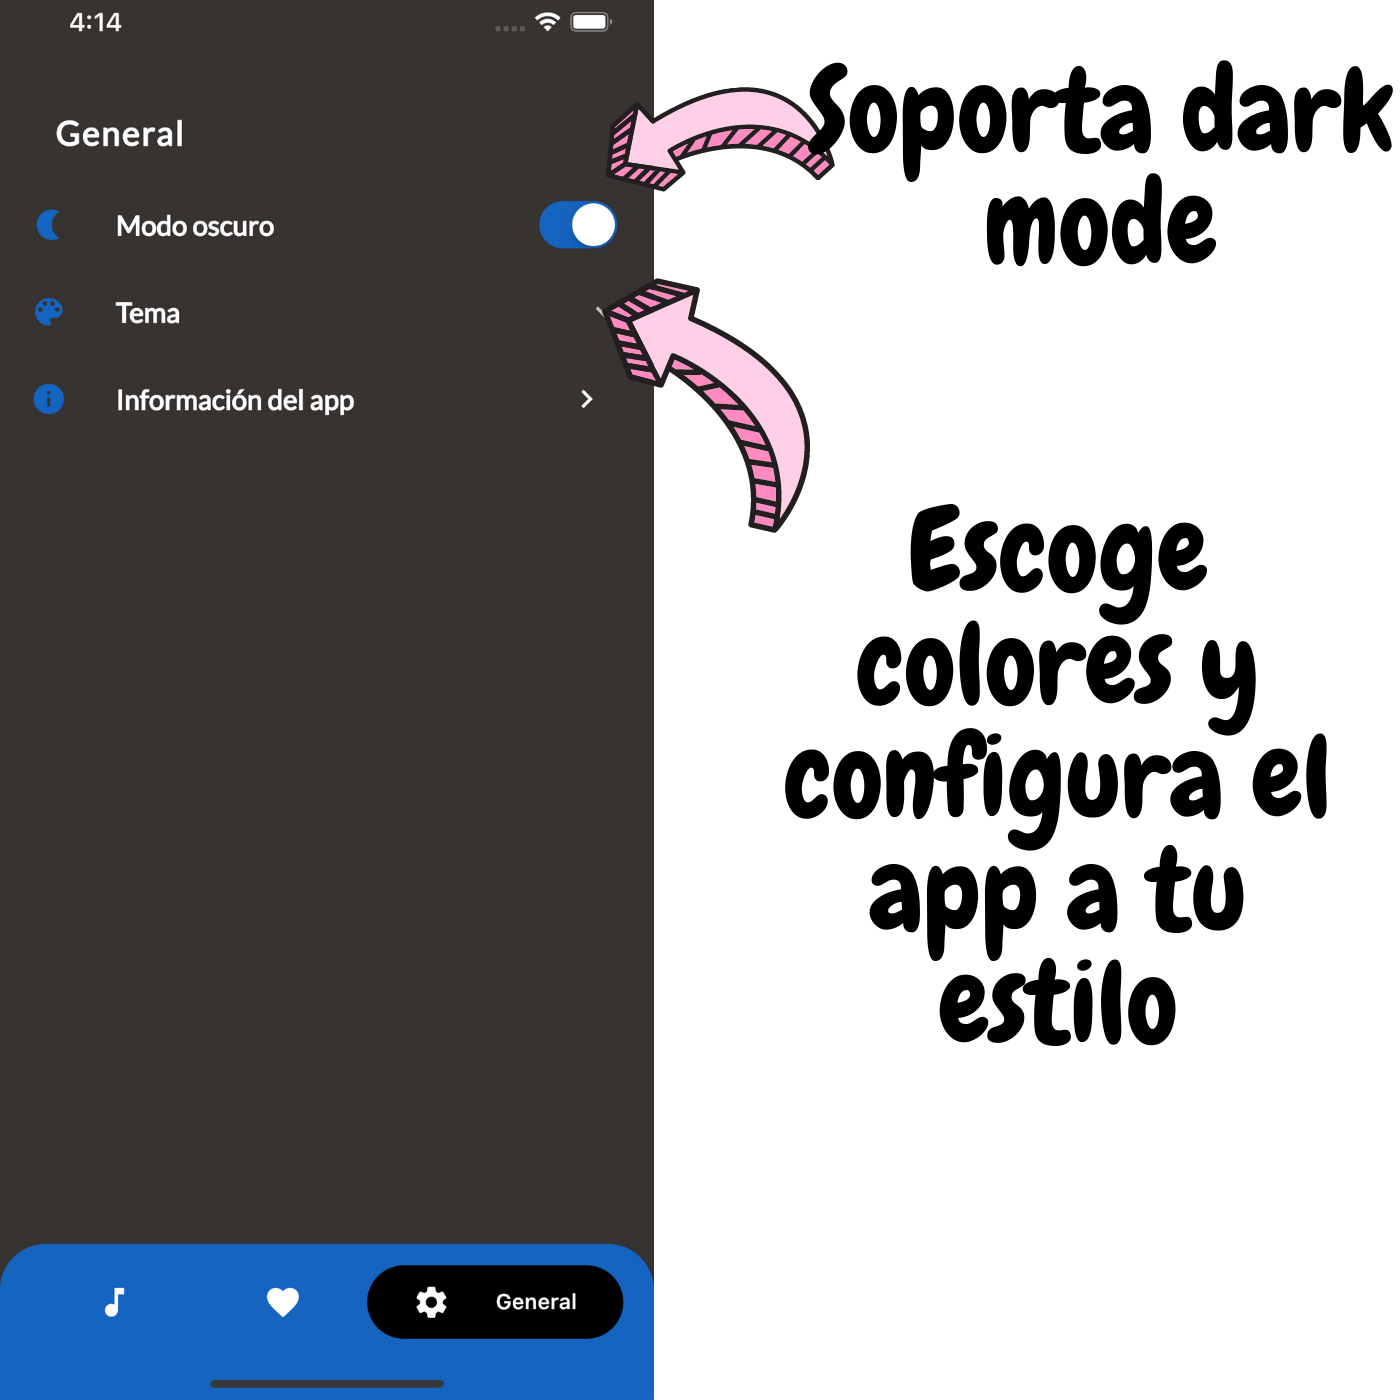 4:14
General
Modo oscuro
Tema
Información del app
General
Soporta dark
mode
Escoge
colores y
configura el
app a tu
estilo